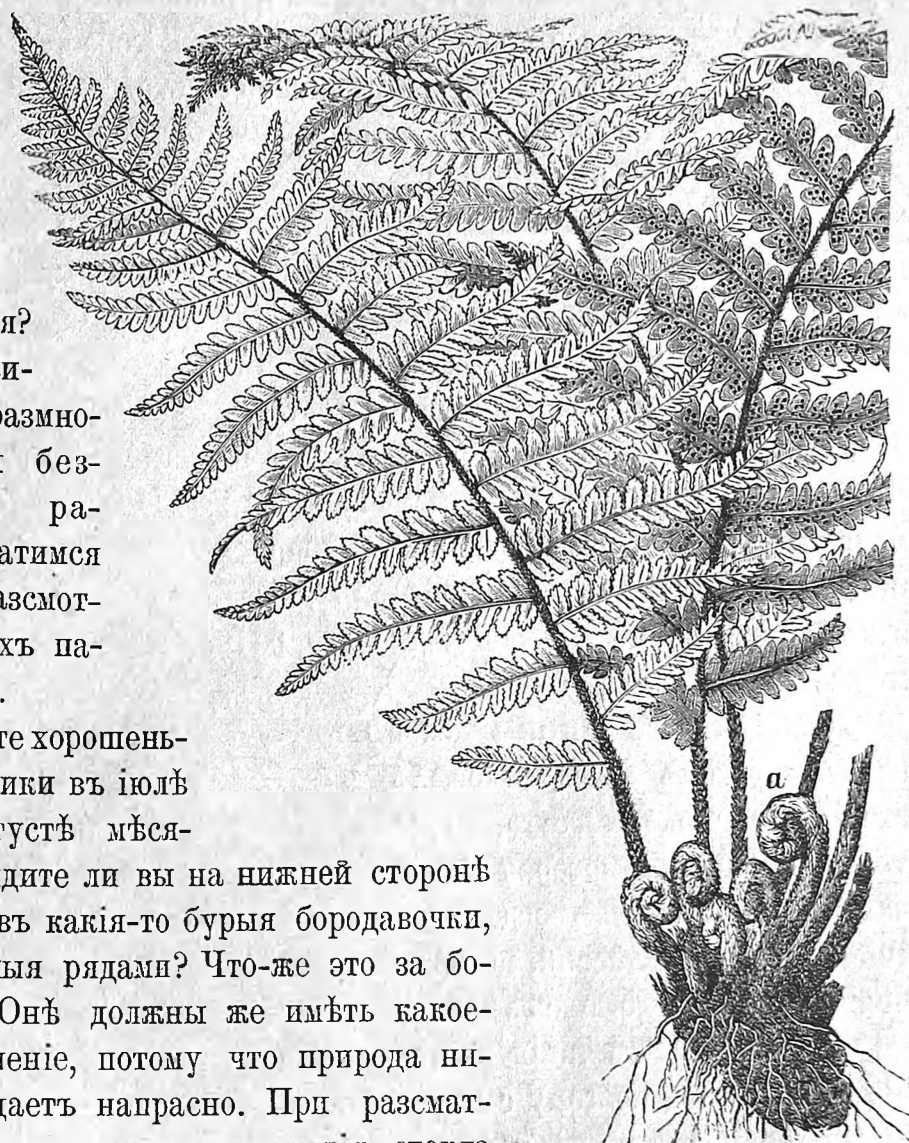 я?
и-
размно-
без-
ра-
атимся
азсмот-
хъ па-
.
те хорошень-
ики въ іюлѣ
густѣ мѣся-
дите ли вы на нижней сторонѣ
въ какія-то бурыя бородавочки,
ыя рядами? Что-же это за бо-
Онѣ должны же имѣть какое-
ченіе, потому что природа ни-
даетъ напрасно. При разсмат-
a